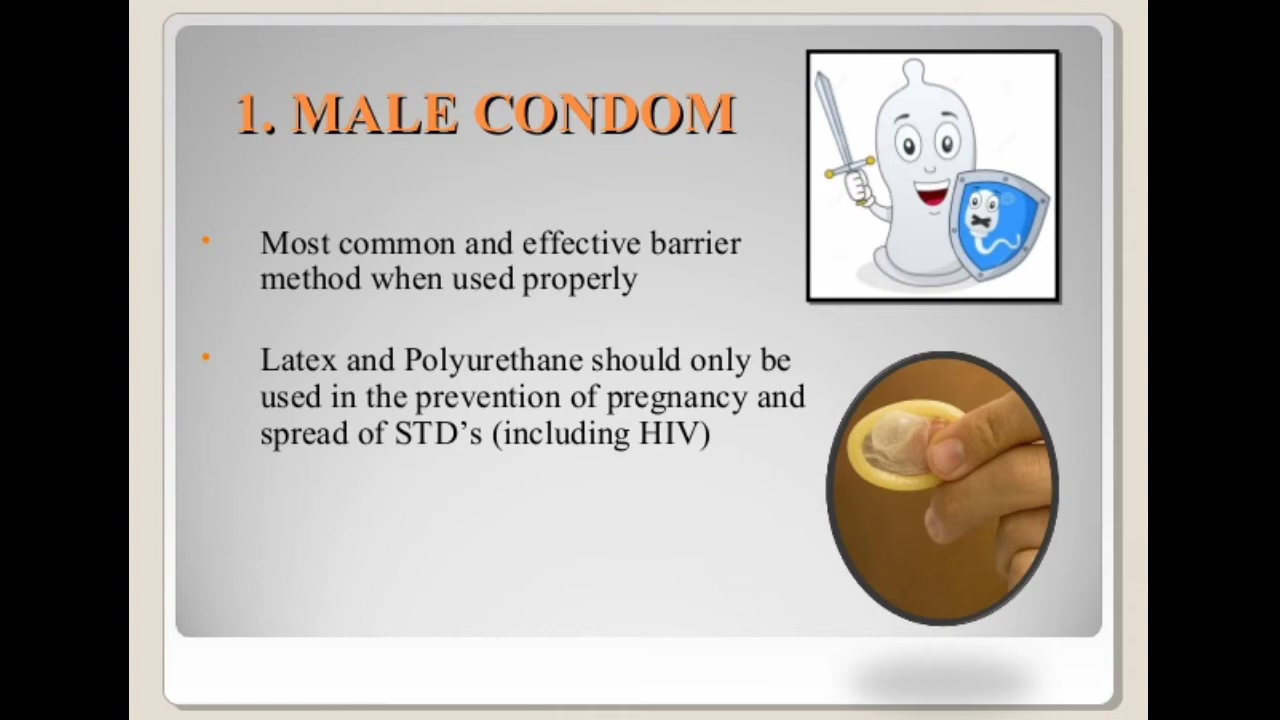 1. MALE CONDOM
• Most common and effective barrier
method when used properly
• Latex and Polyurethane should only be
used in the prevention of pregnancy and
spread of STD’s (including HIV)